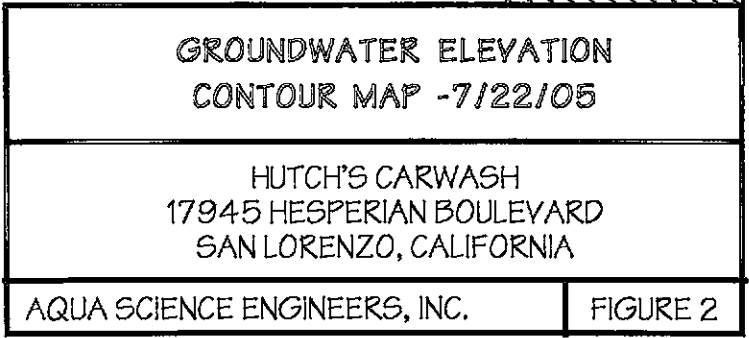 GROUNDWATER ELEVATION
CONTOUR MAP -7/22/05
HUTCH'S CARWASH
17945 HESPERIAN BOULEVARD
SAN LORENZO, CALIFORNIA
AQUA SCIENCE ENGINEERS, INC.
FIGURE 2